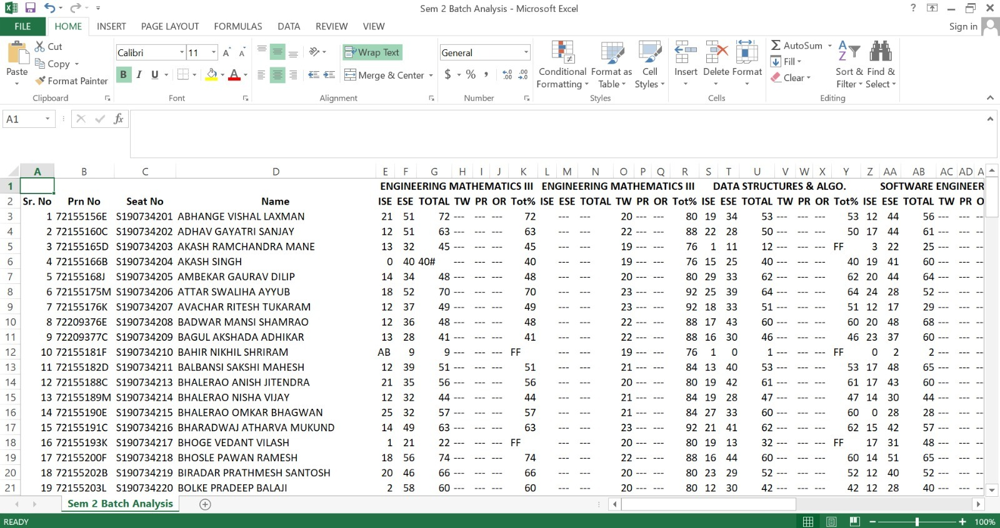 Sem 2 Batch Analysis - Microsoft Excel ?
FILE HOME INSERT PAGE LAYOUT FORMULAS DATA REVIEW VIEW Sign in
Cut
Copy
Format Painter
Paste
Clipboard
Calibri 11 A A
B I U A
Font
Wrap Text
Merge & Center
Alignment
General
$ % , .00 .00
Number
Conditional Formatting
Format as Table
Cell Styles
Styles
Insert Delete Format
Cells
AutoSum
Fill
Clear
Sort & Filter
Find & Select
Editing
A1 fx
A B C D E F G H I J K L M N O P Q R S T U V W X Y Z AA AB AC AD A
1 ENGINEERING MATHEMATICS III ENGINEERING MATHEMATICS III DATA STRUCTURES & ALGO. SOFTWARE ENGINEER
2 Sr. No Prn No Seat No Name ISE ESE TOTAL TW PR OR Tot% ISE ESE TOTAL TW PR OR Tot% ISE ESE TOTAL TW PR OR Tot% ISE ESE TOTAL TW PR O
3 1 72155156E S190734201 ABHANGE VISHAL LAXMAN 21 51 72 --- --- --- 72 --- --- 20 --- --- 80 19 34 53 --- --- --- 53 12 44 56 --- --- --
4 2 72155160C S190734202 ADHAV GAYATRI SANJAY 12 51 63 --- --- --- 63 --- --- 22 --- --- 88 22 28 50 --- --- --- 50 17 44 61 --- --- --
5 3 72155165D S190734203 AKASH RAMCHANDRA MANE 13 32 45 --- --- --- 45 --- --- 19 --- --- 76 1 11 12 --- --- --- FF 3 22 25 --- --- --
6 4 72155166B S190734204 AKASH SINGH 0 40 40# --- --- --- 40 --- --- 19 --- --- 76 15 25 40 --- --- --- 40 19 41 60 --- --- --
7 5 72155168J S190734205 AMBEKAR GAURAV DILIP 14 34 48 --- --- --- 48 --- --- 20 --- --- 80 29 33 62 --- --- --- 62 20 44 64 --- --- --
8 6 72155175M S190734206 ATTAR SWALIHA AYYUB 18 52 70 --- --- --- 70 --- --- 23 --- --- 92 25 39 64 --- --- --- 64 24 28 52 --- --- --
9 7 72155176K S190734207 AVACHAR RITESH TUKARAM 12 37 49 --- --- --- 49 --- --- 23 --- --- 92 18 33 51 --- --- --- 51 12 17 29 --- --- --
10 8 72209376E S190734208 BADWAR MANSI SHAMRAO 12 36 48 --- --- --- 48 --- --- 22 --- --- 88 17 43 60 --- --- --- 60 20 48 68 --- --- --
11 9 72209377C S190734209 BAGUL AKSHADA ADHIKAR 13 28 41 --- --- --- 41 --- --- 22 --- --- 88 16 30 46 --- --- --- 46 23 37 60 --- --- --
12 10 72155181F S190734210 BAHIR NIKHIL SHRIRAM AB 9 9 --- --- --- FF --- --- 19 --- --- 76 1 0 1 --- --- --- FF 0 2 2 --- --- --
13 11 72155182D S190734211 BALBANSI SAKSHI MAHESH 12 39 51 --- --- --- 51 --- --- 21 --- --- 84 13 40 53 --- --- --- 53 17 48 65 --- --- --
14 12 72155188C S190734213 BHALERAO ANISH JITENDRA 21 35 56 --- --- --- 56 --- --- 20 --- --- 80 19 42 61 --- --- --- 61 17 43 60 --- --- --
15 13 72155189M S190734214 BHALERAO NISHA VIJAY 12 32 44 --- --- --- 44 --- --- 21 --- --- 84 19 28 47 --- --- --- 47 14 30 44 --- --- --
16 14 72155190E S190734215 BHALERAO OMKAR BHAGWAN 25 32 57 --- --- --- 57 --- --- 21 --- --- 84 27 33 60 --- --- --- 60 0 28 28 --- --- --
17 15 72155191C S190734216 BHARADWAJ ATHARVA MUKUND 14 49 63 --- --- --- 63 --- --- 23 --- --- 92 21 41 62 --- --- --- 62 15 42 57 --- --- --
18 16 72155193K S190734217 BHOGE VEDANT VILASH 1 21 22 --- --- --- FF --- --- 20 --- --- 80 19 13 32 --- --- --- FF 17 31 48 --- --- --
19 17 72155200F S190734218 BHOSLE PAWAN RAMESH 18 56 74 --- --- --- 74 --- --- 22 --- --- 88 16 44 60 --- --- --- 60 14 51 65 --- --- --
20 18 72155202B S190734219 BIRADAR PRATHMESH SANTOSH 20 46 66 --- --- --- 66 --- --- 20 --- --- 80 23 29 52 --- --- --- 52 12 40 52 --- --- --
21 19 72155203L S190734220 BOLKE PRADEEP BALAJI 2 58 60 --- --- --- 60 --- --- 20 --- --- 80 12 30 42 --- --- --- 42 12 28 40 --- --- --
Sem 2 Batch Analysis
READY 100%